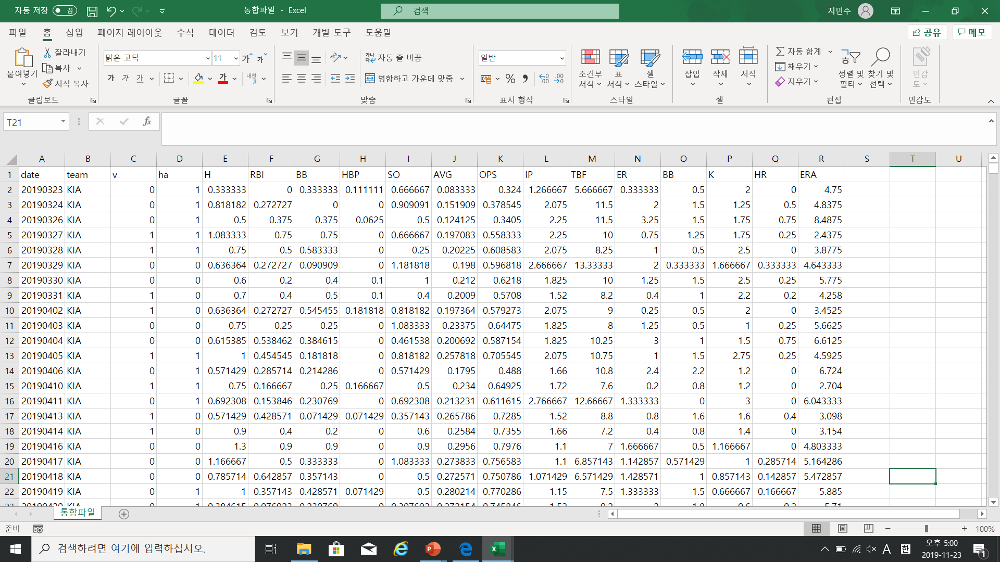 자동 저장 끔 통합파일 - Excel 검색 지민수
파일 홈 삽입 페이지 레이아웃 수식 데이터 검토 보기 개발 도구 도움말 공유 메모
붙여넣기 잘라내기 복사 서식 복사 클립보드
맑은 고딕 11 가 가 가 가 가 가 내천 川 글꼴
가나다 자동 줄 바꿈 병합하고 가운데 맞춤 맞춤
일반 % 표시 형식
조건부 서식 표 서식 셀 스타일 스타일
삽입 삭제 서식 셀
자동 합계 채우기 지우기 정렬 및 필터 찾기 및 선택 편집
민감도 민감도
T21 fx
A B C D E F G H I J K L M N O P Q R S T U
1 date team v ha H RBI BB HBP SO AVG OPS IP TBF ER BB K HR ERA
2 20190323 KIA 0 1 0.333333 0 0.333333 0.111111 0.666667 0.083333 0.324 1.266667 5.666667 0.333333 0.5 2 0 4.75
3 20190324 KIA 0 1 0.818182 0.272727 0 0 0.909091 0.151909 0.378545 2.075 11.5 2 1.5 1.25 0.5 4.8375
4 20190326 KIA 0 1 0.5 0.375 0.375 0.0625 0.5 0.124125 0.3405 2.25 11.5 3.25 1.5 1.75 0.75 8.4875
5 20190327 KIA 1 1 1.083333 0.75 0.75 0 0.666667 0.197083 0.558333 2.25 10 0.75 1.25 1.75 0.25 2.4375
6 20190328 KIA 1 1 0.75 0.5 0.583333 0 0.25 0.20225 0.608583 2.075 8.25 1 0.5 2.5 0 3.8775
7 20190329 KIA 0 0 0.636364 0.272727 0.090909 0 1.181818 0.198 0.596818 2.666667 13.33333 2 0.333333 1.666667 0.333333 4.643333
8 20190330 KIA 0 0 0.6 0.2 0.4 0.1 1 0.212 0.6218 1.825 10 1.25 1.5 2.5 0.25 5.775
9 20190331 KIA 1 0 0.7 0.4 0.5 0.1 0.4 0.2009 0.5708 1.52 8.2 0.4 1 2.2 0.2 4.258
10 20190402 KIA 1 0 0.636364 0.272727 0.545455 0.181818 0.818182 0.197364 0.579273 2.075 9 0.25 0.5 2 0 3.4525
11 20190403 KIA 0 0 0.75 0.25 0.25 0 1.083333 0.23375 0.64475 1.825 8 1.25 0.5 1 0.25 5.6625
12 20190404 KIA 0 0 0.615385 0.538462 0.384615 0 0.461538 0.200692 0.587154 1.825 10.25 3 1 1.5 0.75 6.6125
13 20190405 KIA 1 1 1 0.454545 0.181818 0 0.818182 0.257818 0.705545 2.075 10.75 1 1.5 2.75 0.25 4.5925
14 20190406 KIA 0 1 0.571429 0.285714 0.214286 0 0.571429 0.1795 0.488 1.66 10.8 2.4 2.2 1.2 0 6.724
15 20190410 KIA 1 1 0.75 0.166667 0.25 0.166667 0.5 0.234 0.64925 1.72 7.6 0.2 0.8 1.2 0 2.704
16 20190411 KIA 0 1 0.692308 0.153846 0.230769 0 0.692308 0.213231 0.611615 2.766667 12.66667 1.333333 0 3 0 6.043333
17 20190413 KIA 1 0 0.571429 0.428571 0.071429 0.071429 0.357143 0.265786 0.7285 1.52 8.8 0.8 1.6 1.6 0.4 3.098
18 20190414 KIA 1 0 0.9 0.4 0.2 0 0.6 0.2584 0.7355 1.66 7.2 0.4 0.8 1.4 0 3.154
19 20190416 KIA 0 0 1.3 0.9 0.9 0 0.9 0.2956 0.7976 1.1 7 1.666667 0.5 1.166667 0 4.803333
20 20190417 KIA 0 0 1.166667 0.5 0.333333 0 1.083333 0.273833 0.756583 1.1 6.857143 1.142857 0.571429 1 0.285714 5.164286
21 20190418 KIA 0 0 0.785714 0.642857 0.357143 0 0.5 0.272571 0.750786 1.071429 6.571429 1.428571 1 0.857143 0.142857 5.472857
22 20190419 KIA 0 1 1 0.357143 0.428571 0.071429 0.5 0.280214 0.770286 1.15 7.5 1.333333 1.5 0.666667 0.166667 5.885
통합파일
준비 100%
검색하려면 여기에 입력하십시오. A 한 오후 5:00
2019-11-23 1